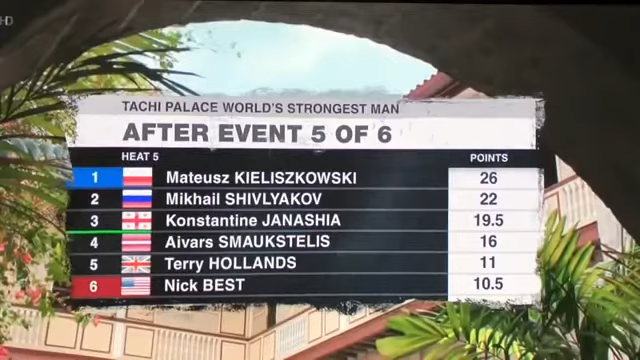 HD
TACHI PALACE WORLD'S STRONGEST MAN
AFTER EVENT 5 OF 6
HEAT 5 POINTS
1 Mateusz KIELISZKOWSKI 26
2 Mikhail SHIVLYAKOV 22
3 Konstantine JANASHIA 19.5
4 Aivars SMAUKSTELIS 16
5 Terry HOLLANDS 11
6 Nick BEST 10.5